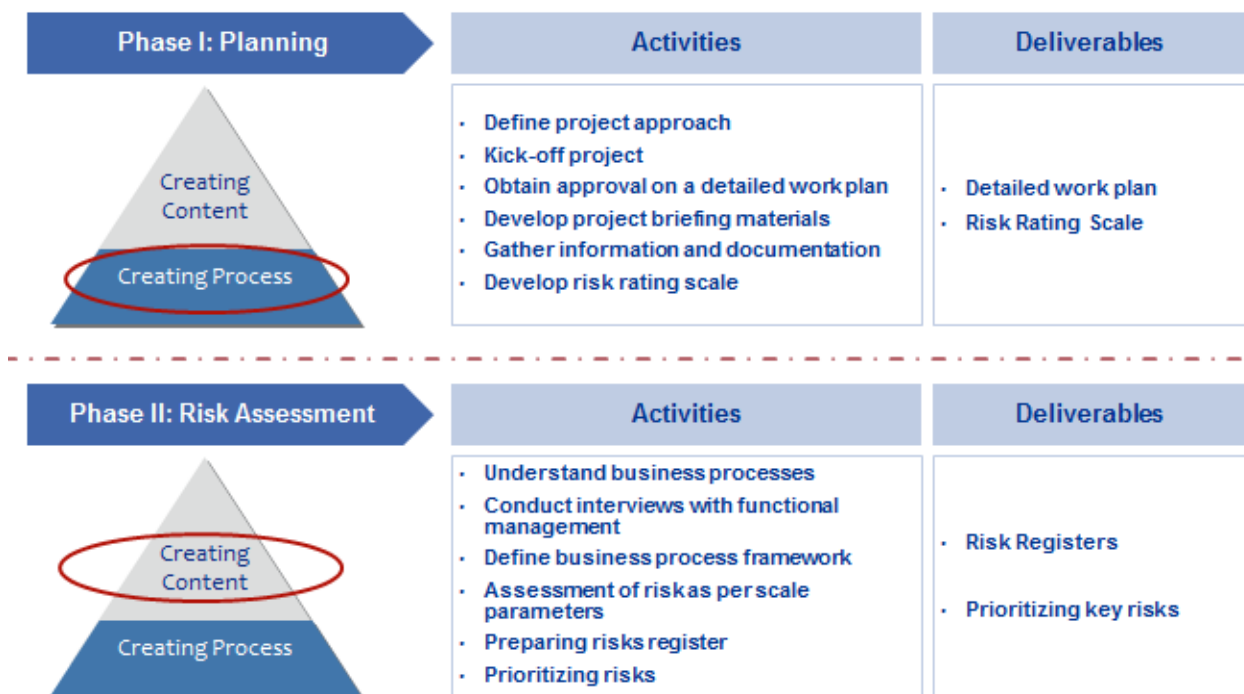 Phase I: Planning
Activities
Deliverables
Creating
Content
Creating Process
· Define project approach
· Kick-off project
· Obtain approval on a detailed work plan
· Develop project briefing materials
· Gather information and documentation
· Develop risk rating scale
· Detailed work plan
· Risk Rating Scale
Phase II: Risk Assessment
Activities
Deliverables
Creating
Content
Creating Process
· Understand business processes
· Conduct interviews with functional
management
· Define business process framework
· Assessment of risk as per scale
parameters
· Preparing risks register
· Prioritizing risks
· Risk Registers
· Prioritizing key risks